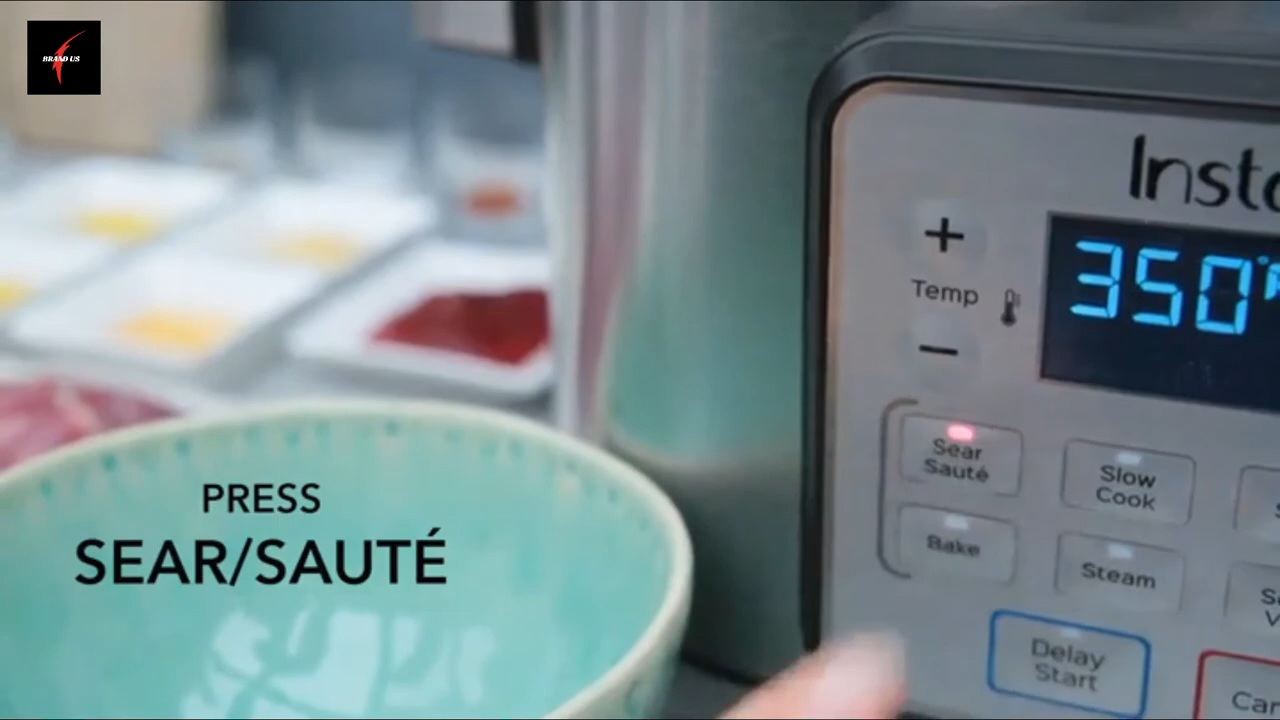 BRAND US
PRESS
SEAR/SAUTÉ
Insta
+
Temp
−
350°F
Sear
Sauté
Slow
Cook
Bake
Steam
Delay
Start